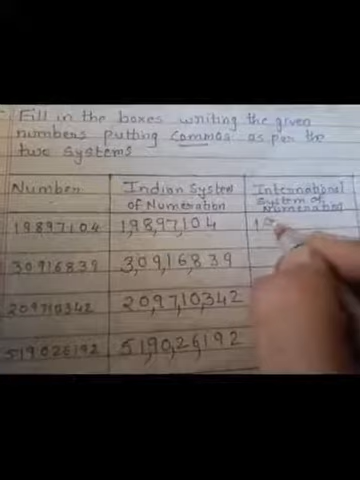 Fill in the boxes writing the given
numbers putting commas as per the
two systems
Number Indian System of Numeration International System of Numeration
19897104 1,98,97,104
30916839 3,09,16,839
209710342 20,97,10,342
519026192 51,90,26,192